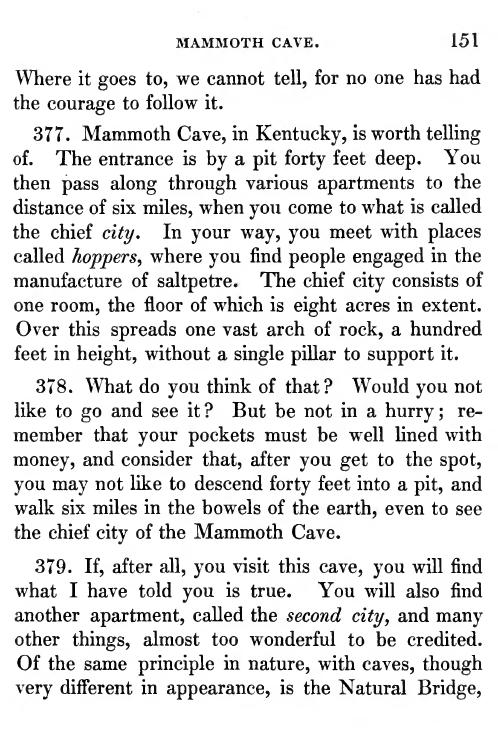 MAMMOTH CAVE. 151
Where it goes to, we cannot tell, for no one has had
the courage to follow it.
377. Mammoth Cave, in Kentucky, is worth telling
of. The entrance is by a pit forty feet deep. You
then pass along through various apartments to the
distance of six miles, when you come to what is called
the chief city. In your way, you meet with places
called hoppers, where you find people engaged in the
manufacture of saltpetre. The chief city consists of
one room, the floor of which is eight acres in extent.
Over this spreads one vast arch of rock, a hundred
feet in height, without a single pillar to support it.
378. What do you think of that? Would you not
like to go and see it? But be not in a hurry; re-
member that your pockets must be well lined with
money, and consider that, after you get to the spot,
you may not like to descend forty feet into a pit, and
walk six miles in the bowels of the earth, even to see
the chief city of the Mammoth Cave.
379. If, after all, you visit this cave, you will find
what I have told you is true. You will also find
another apartment, called the second city, and many
other things, almost too wonderful to be credited.
Of the same principle in nature, with caves, though
very different in appearance, is the Natural Bridge,